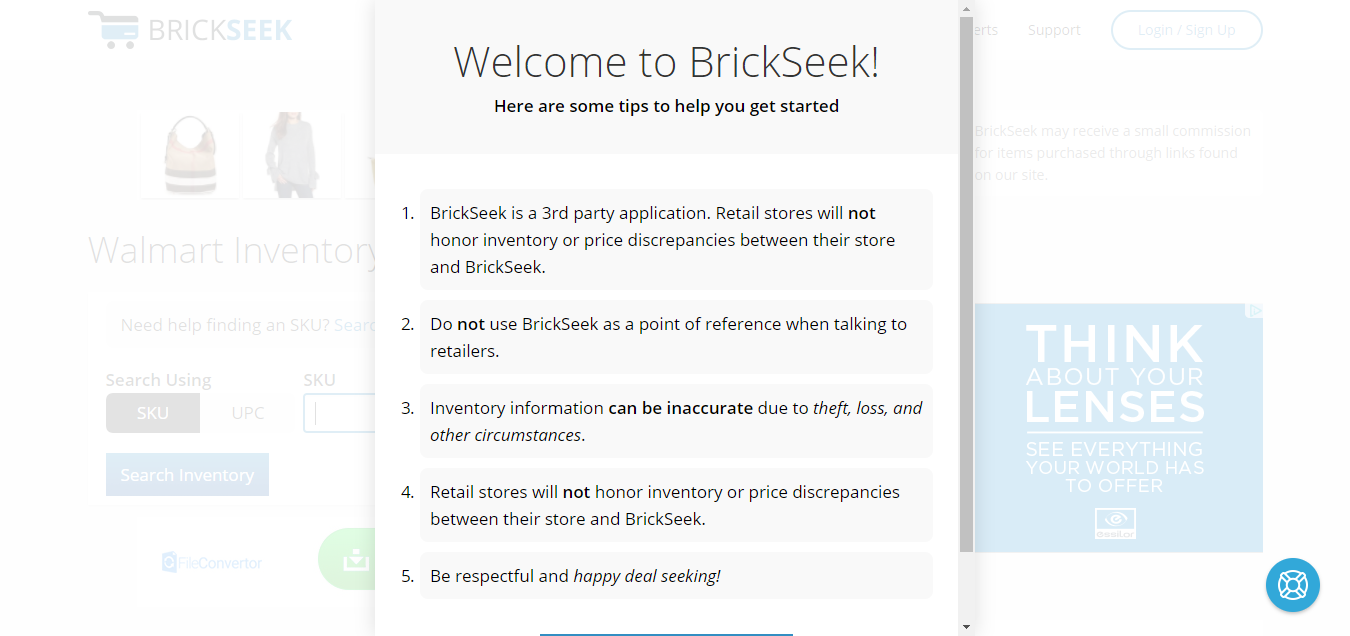 BRICKSEEK
erts
Support
Login / Sign Up
Welcome to BrickSeek!
Here are some tips to help you get started
BrickSeek may receive a small commission
for items purchased through links found
on our site.
1. BrickSeek is a 3rd party application. Retail stores will not
honor inventory or price discrepancies between their store
and BrickSeek.
2. Do not use BrickSeek as a point of reference when talking to
retailers.
3. Inventory information can be inaccurate due to theft, loss, and
other circumstances.
4. Retail stores will not honor inventory or price discrepancies
between their store and BrickSeek.
5. Be respectful and happy deal seeking!
Walmart Inventory
Need help finding an SKU? Searc
Search Using
SKU
SKU
UPC
Search Inventory
FileConvertor
THINK
ABOUT YOUR
LENSES
SEE EVERYTHING
YOUR WORLD HAS
TO OFFER
essilor